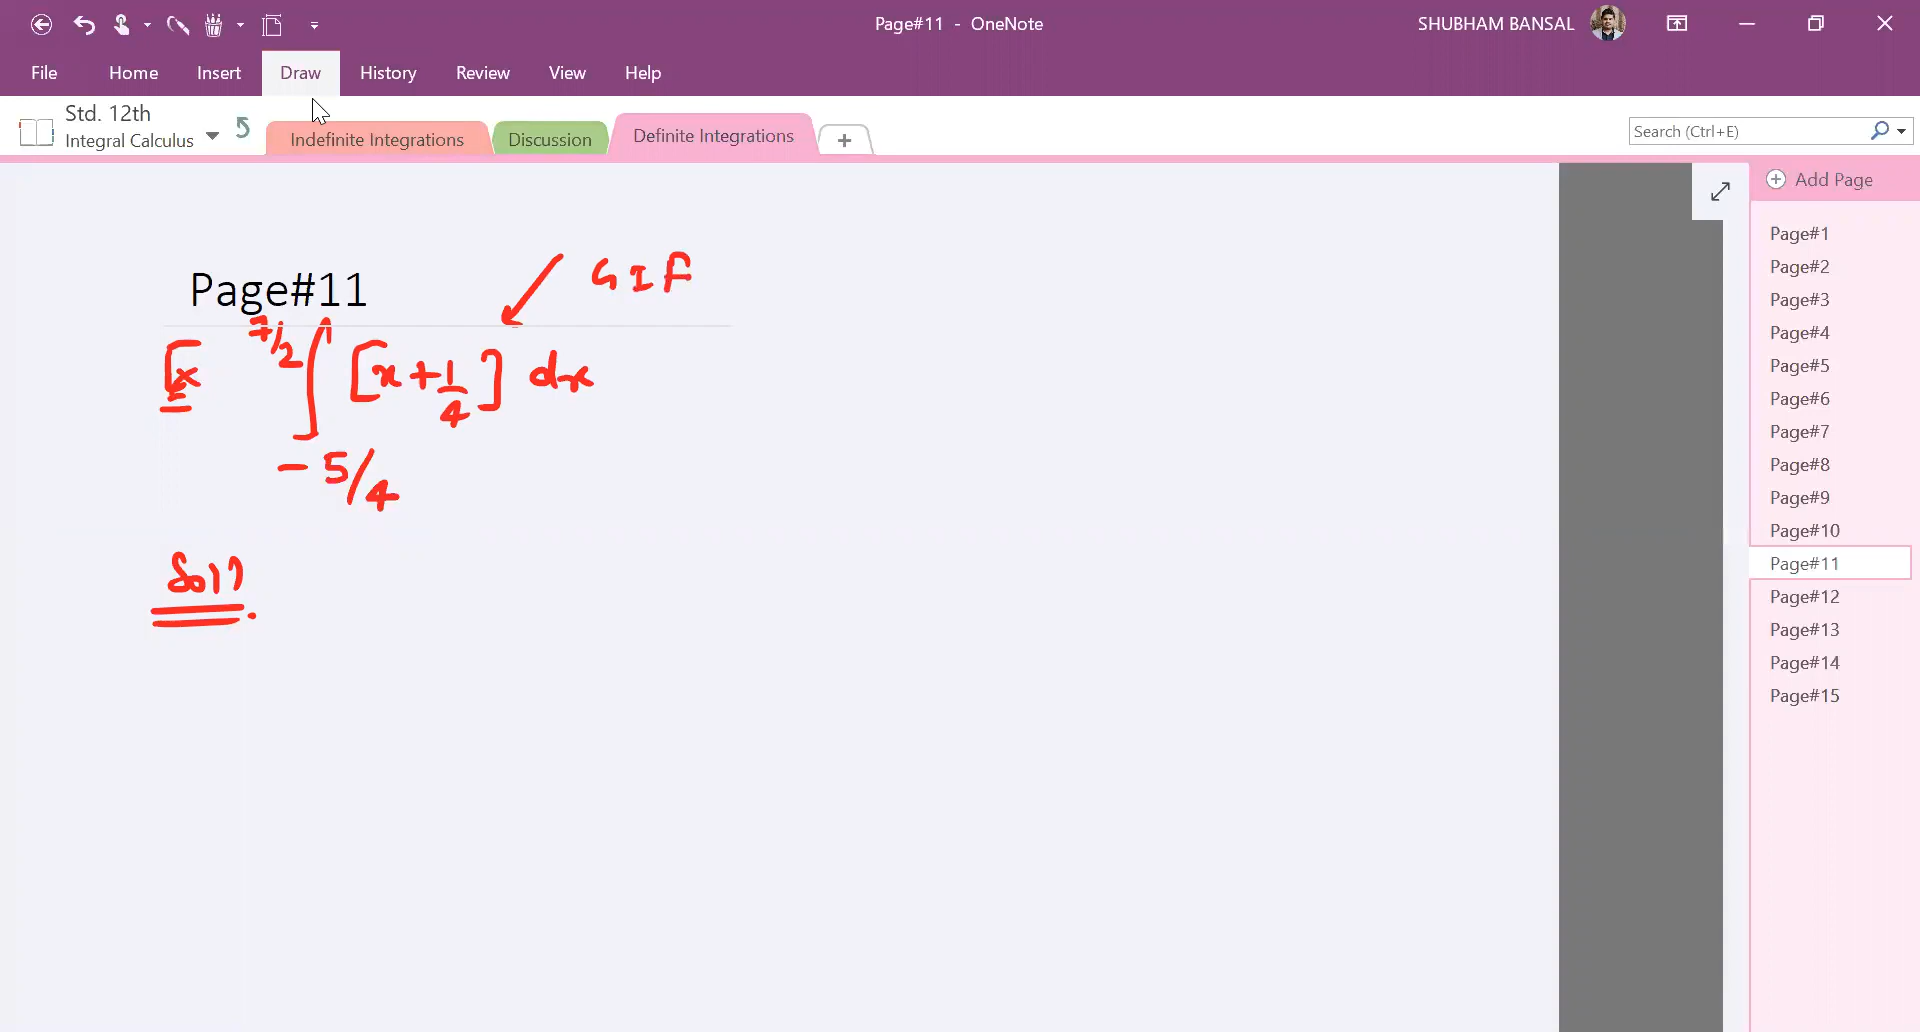 Page#11 - OneNote
SHUBHAM BANSAL
File Home Insert Draw History Review View Help
Std. 12th
Integral Calculus
Indefinite Integrations
Discussion
Definite Integrations
+
Search (Ctrl+E)
Add Page
Page#1
Page#2
Page#3
Page#4
Page#5
Page#6
Page#7
Page#8
Page#9
Page#10
Page#11
Page#12
Page#13
Page#14
Page#15
Page#11
GIF
Ex 7/2 ∫ [x + 1/4] dx
-5/4
Soln.